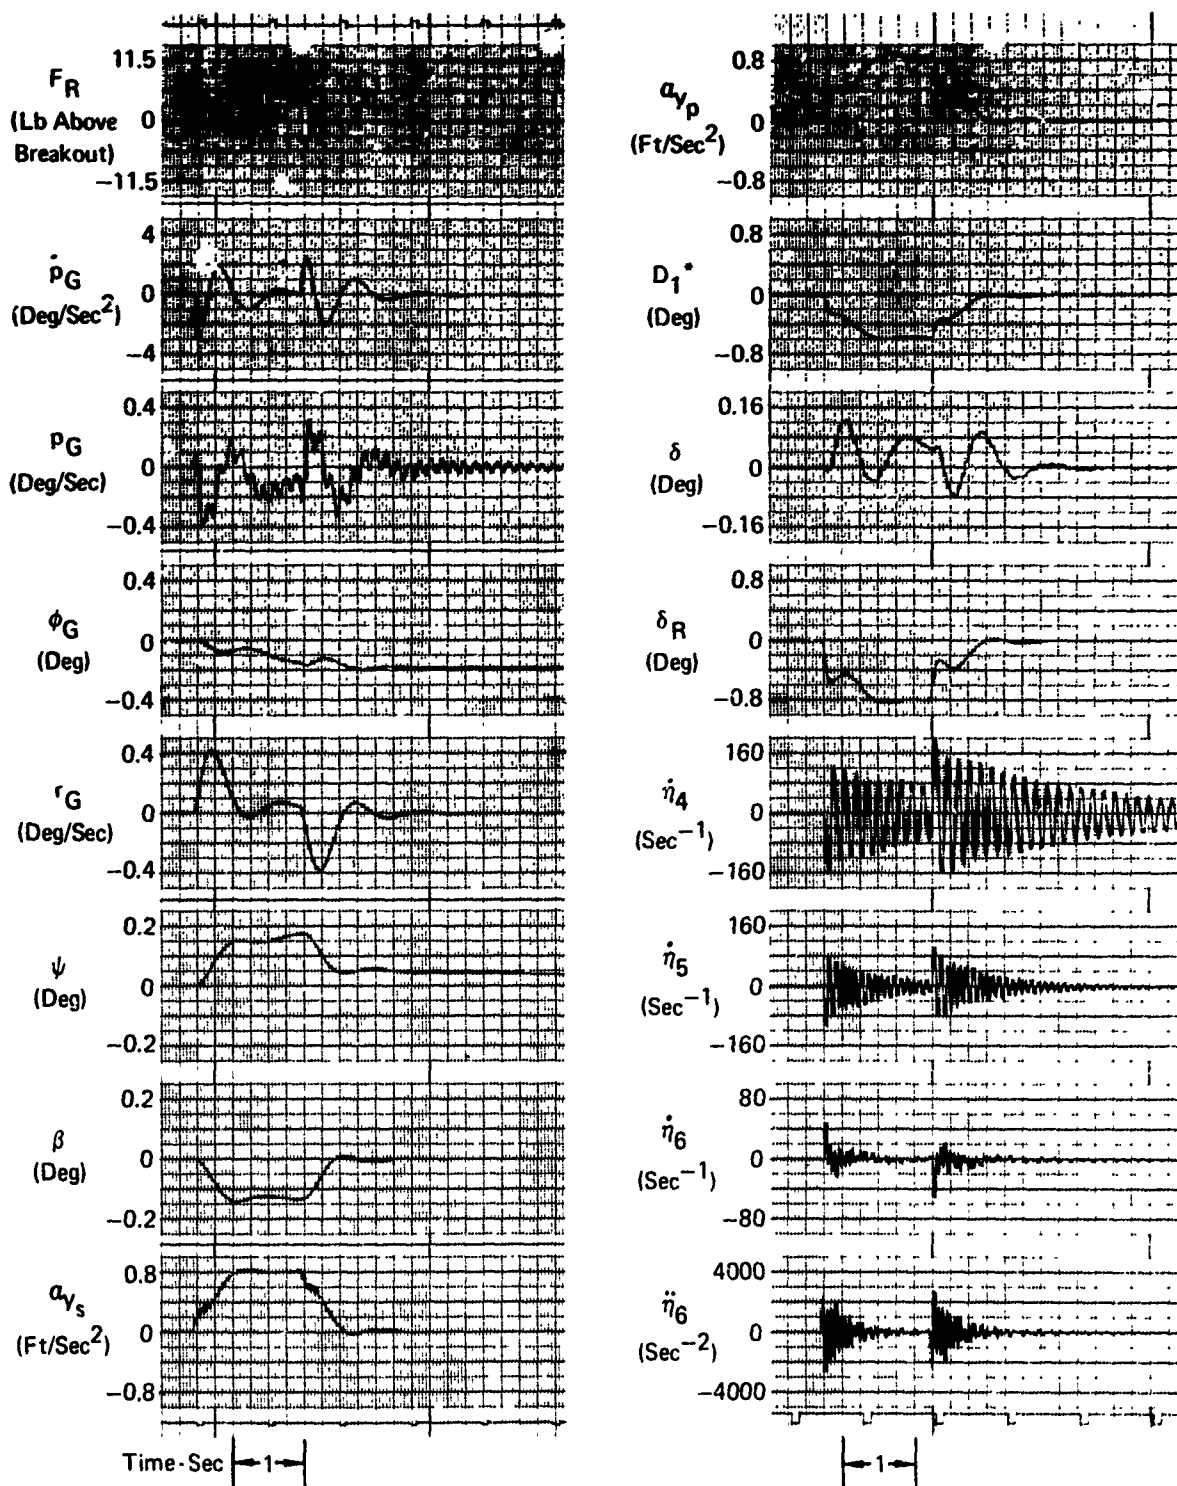 11.5
F_R
(Lb Above
Breakout)
0
−11.5
4
ṗ_G
(Deg/Sec²)
0
−4
0.4
p_G
(Deg/Sec)
0
−0.4
0.4
φ_G
(Deg)
0
−0.4
0.4
r_G
(Deg/Sec)
0
−0.4
0.2
ψ
(Deg)
0
−0.2
0.2
β
(Deg)
0
−0.2
0.8
a_{y_s}
(Ft/Sec²)
0
−0.8
Time - Sec
1
0.8
a_{y_p}
(Ft/Sec²)
0
−0.8
0.8
D_1*
(Deg)
0
−0.8
0.16
δ
(Deg)
0
−0.16
0.8
δ_R
(Deg)
0
−0.8
160
η̇_4
(Sec⁻¹)
0
−160
160
η̇_5
(Sec⁻¹)
0
−160
80
η̇_6
(Sec⁻¹)
0
−80
4000
η̈_6
(Sec⁻²)
0
−4000
1